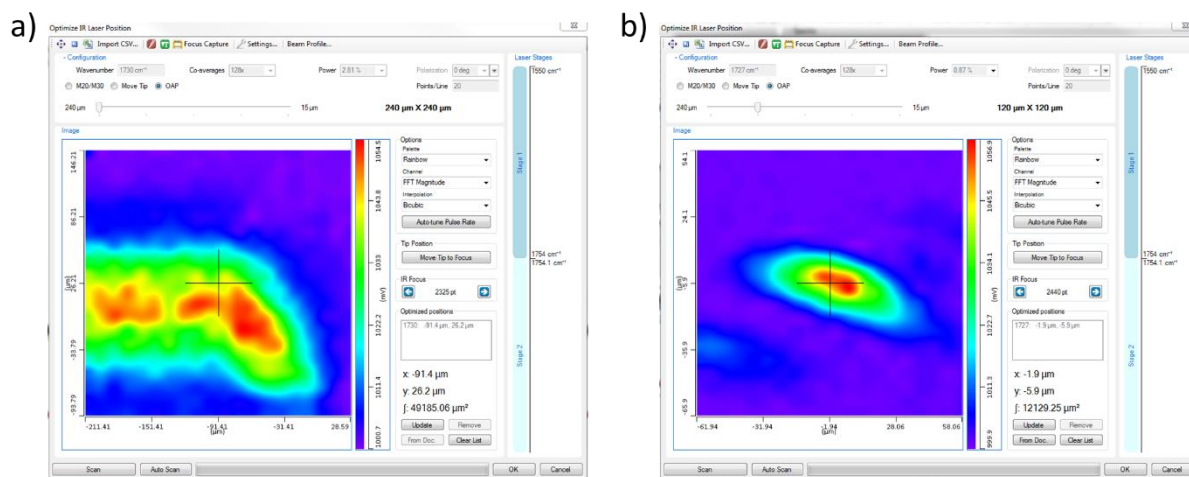 a)
Optimize IR Laser Position
Import CSV... Focus Capture Settings... Beam Profile...
Configuration
Wavenumber 1730 cm⁻¹ Co-averages 128x Power 2.81 % Polarization 0 deg
Points/Line 20
M20/M30 Move Tip OAP
240 µm 15 µm 240 µm X 240 µm
Laser Stages
1550 cm⁻¹
Stage 1
1754 cm⁻¹
1754.1 cm⁻¹
Stage 2
Image
146.21
86.21
26.21
(µm)
-33.79
-93.79
-211.41 -151.41 -91.41 -31.41 28.59
(µm)
1054.5
1043.8
1033
(mV)
1022.2
1011.4
1000.7
Options
Palette
Rainbow
Channel
FFT Magnitude
Interpolation
Bicubic
Auto-tune Pulse Rate
Tip Position
Move Tip to Focus
IR Focus
2325 pt
Optimized positions
1730: -91.4 µm, 26.2 µm
x: -91.4 µm
y: 26.2 µm
∫: 49185.06 µm²
Update Remove
From Doc. Clear List
Scan Auto Scan OK Cancel
b)
Optimize IR Laser Position
Import CSV... Focus Capture Settings... Beam Profile...
Configuration
Wavenumber 1727 cm⁻¹ Co-averages 128x Power 0.87 % Polarization 0 deg
Points/Line 20
M20/M30 Move Tip OAP
240 µm 15 µm 120 µm X 120 µm
Laser Stages
1550 cm⁻¹
Stage 1
1754 cm⁻¹
1754.1 cm⁻¹
Stage 2
Image
54.1
24.1
-5.9
(µm)
-35.9
-65.9
-61.94 -31.94 -1.94 28.06 58.06
(µm)
1056.9
1045.5
1034.1
(mV)
1022.7
1011.3
999.9
Options
Palette
Rainbow
Channel
FFT Magnitude
Interpolation
Bicubic
Auto-tune Pulse Rate
Tip Position
Move Tip to Focus
IR Focus
2440 pt
Optimized positions
1727: -1.9 µm, -5.9 µm
x: -1.9 µm
y: -5.9 µm
∫: 12129.25 µm²
Update Remove
From Doc. Clear List
Scan Auto Scan OK Cancel